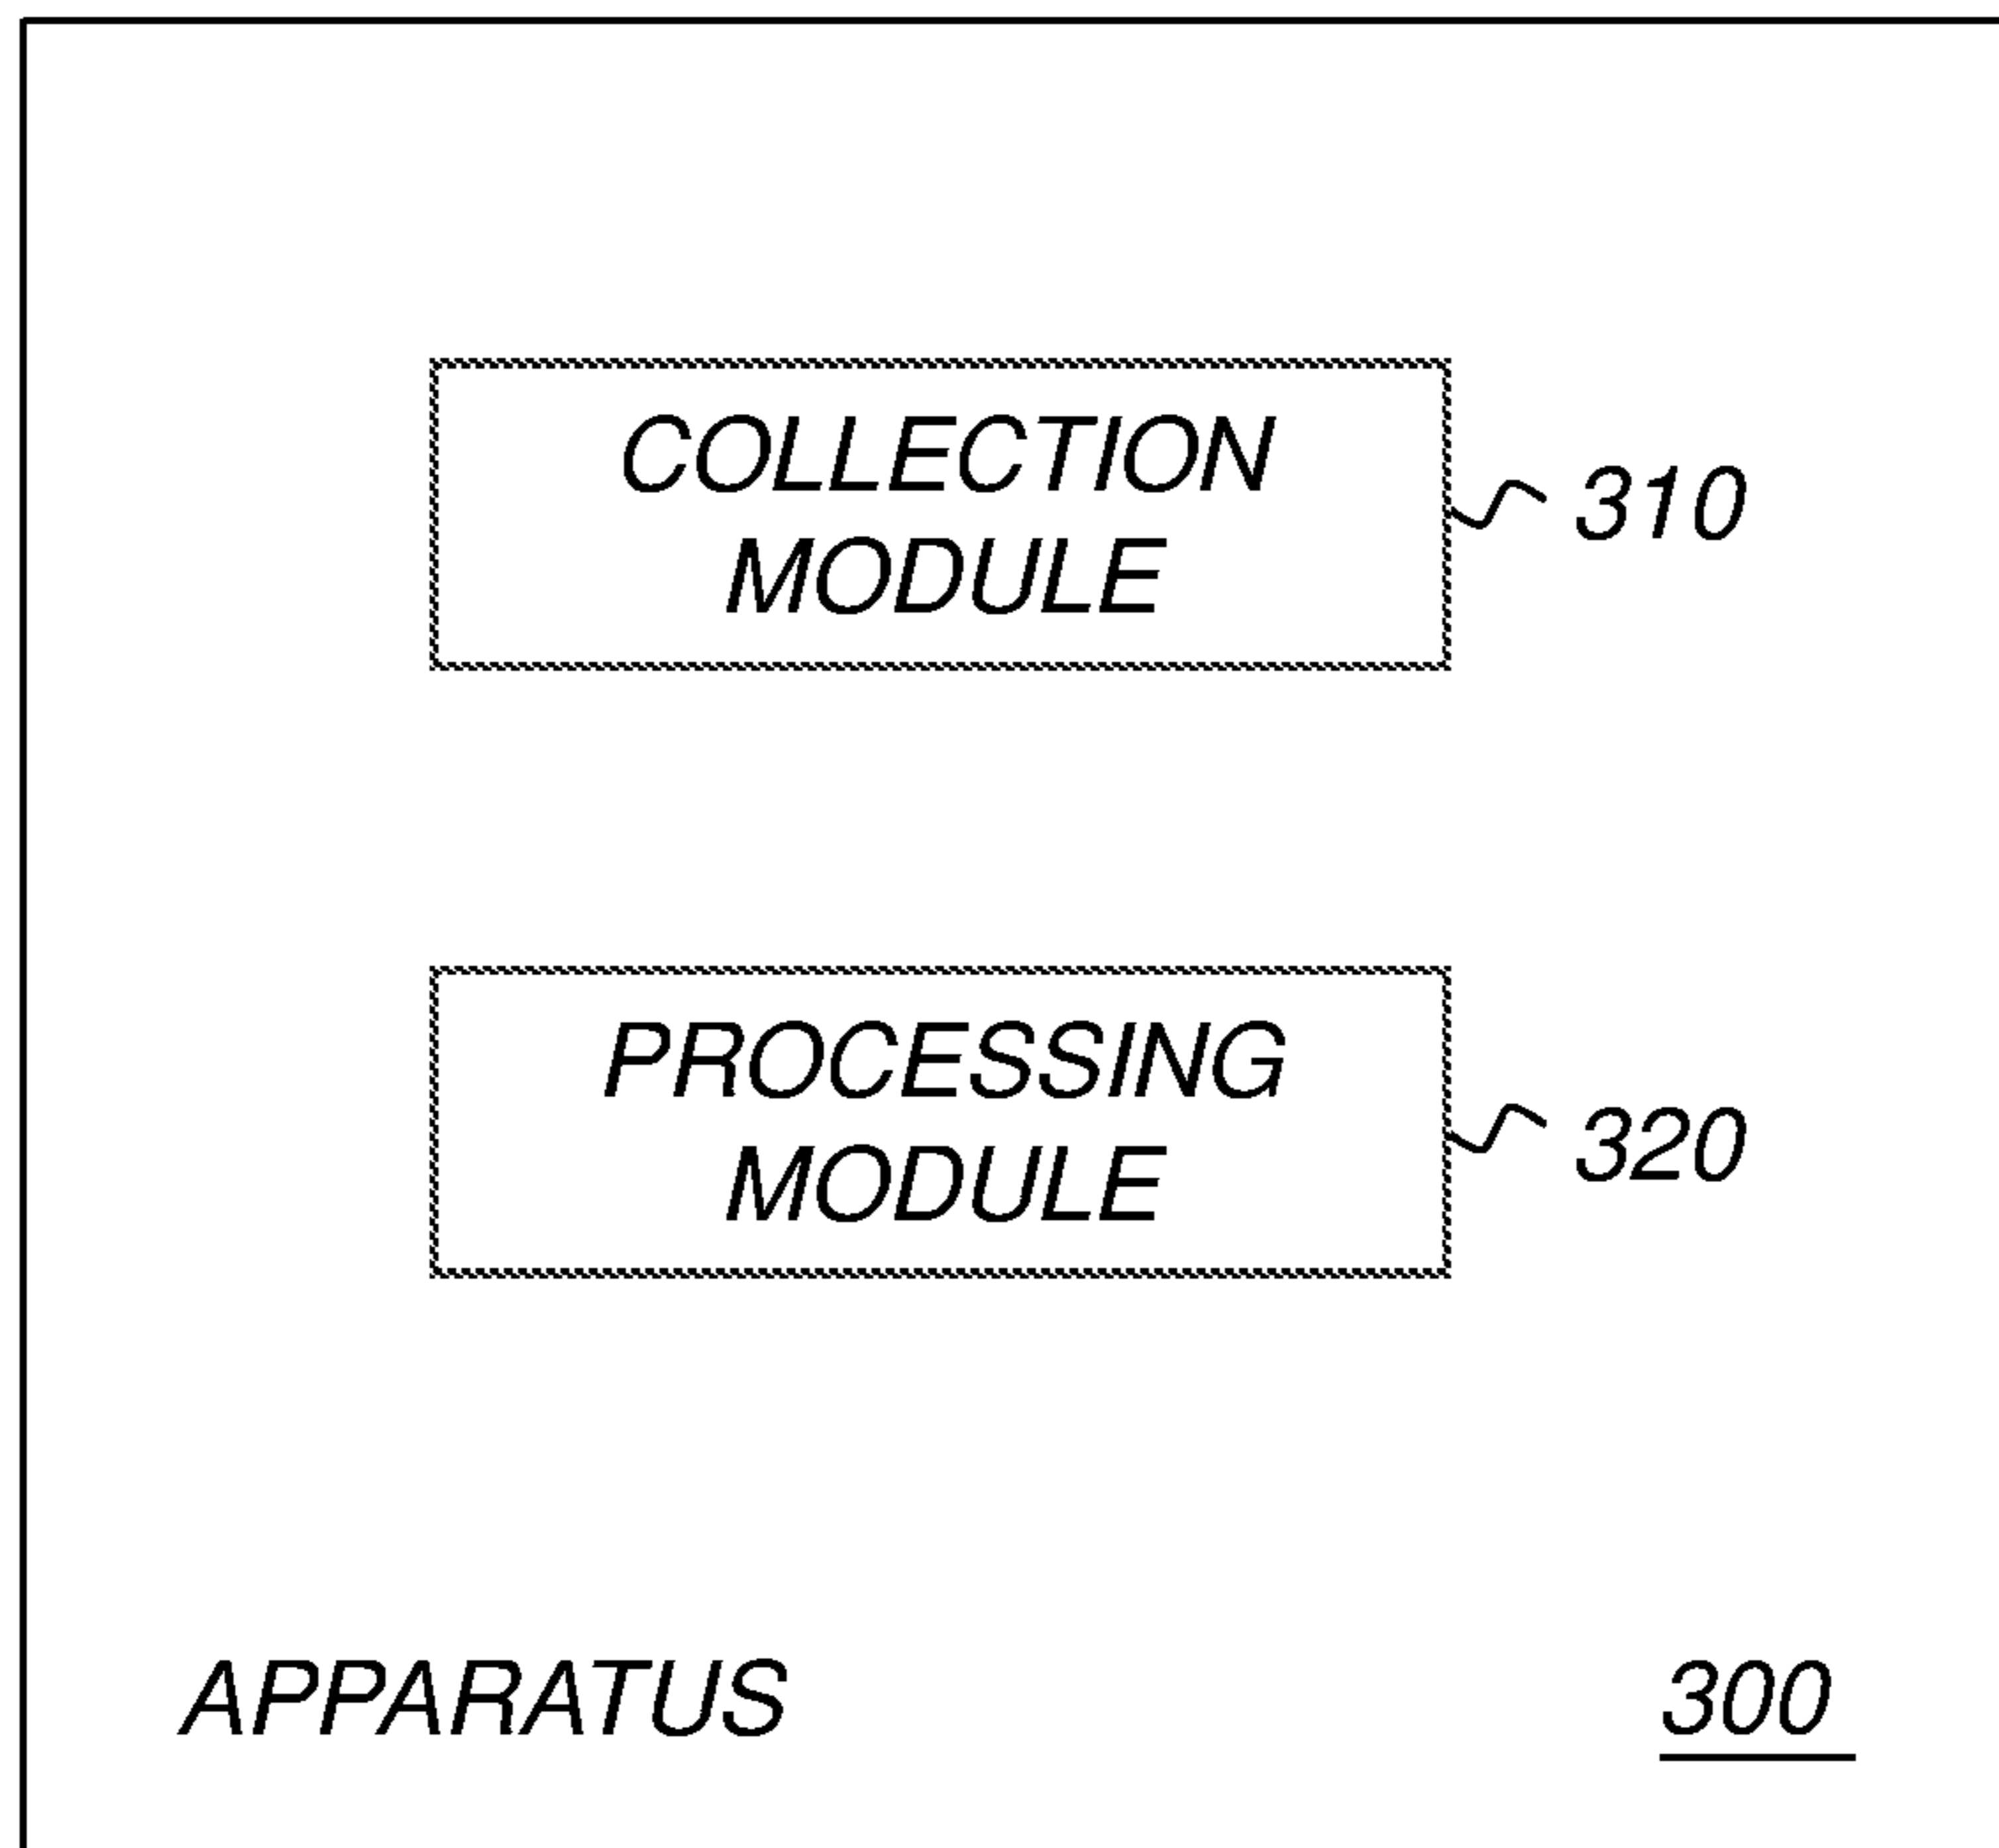 COLLECTION
MODULE
310
PROCESSING
MODULE
320
APPARATUS
300